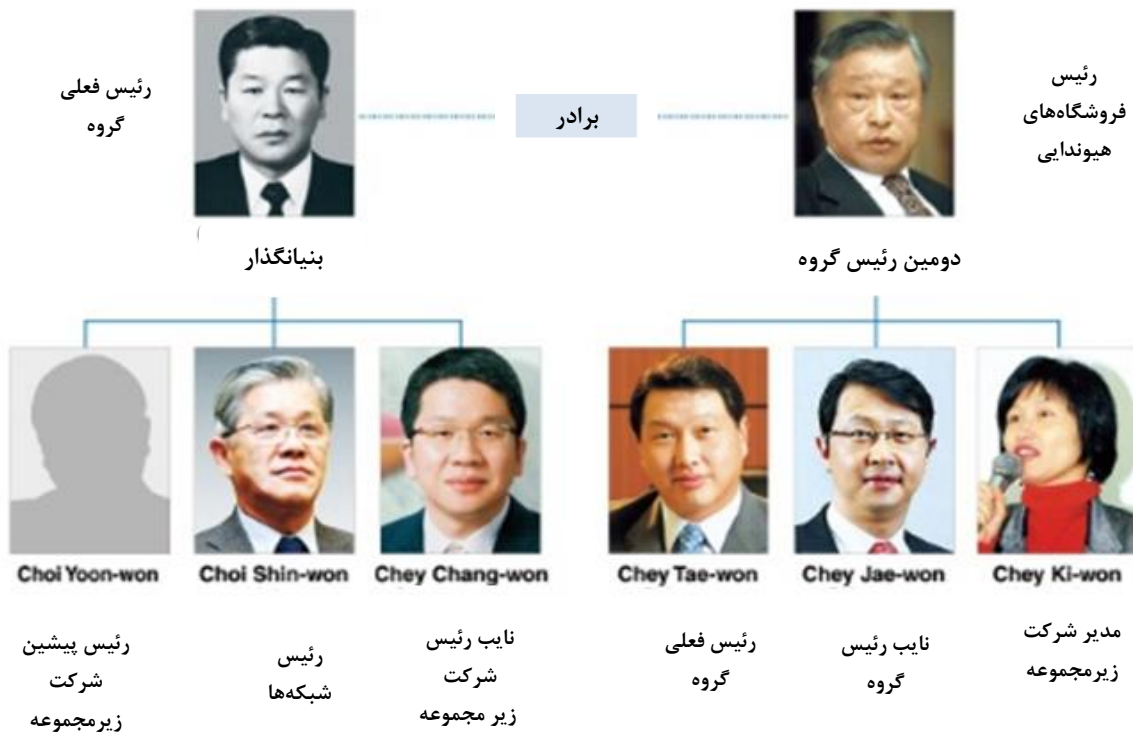 رئیس فعلی
گروه
برادر
رئیس
فروشگاه‌های
هیوندایی
بنیانگذار
دومین رئیس گروه
Choi Yoon-won
Choi Shin-won
Chey Chang-won
Chey Tae-won
Chey Jae-won
Chey Ki-won
رئیس پیشین
شرکت
زیرمجموعه
رئیس
شبکه‌ها
نایب رئیس
شرکت
زیر مجموعه
رئیس فعلی
گروه
نایب رئیس
گروه
مدیر شرکت
زیرمجموعه